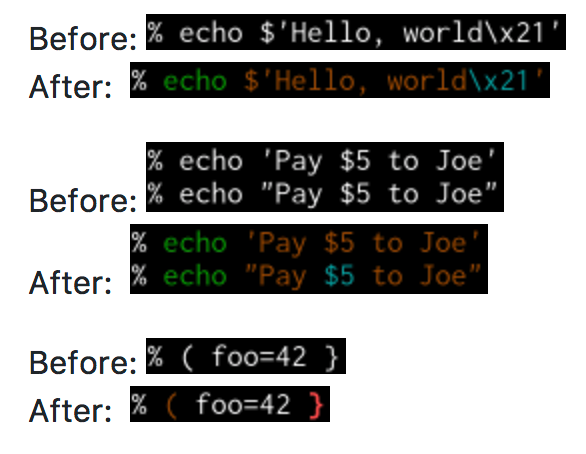 Before: % echo $'Hello, world\x21'
After: % echo $'Hello, world\x21'
% echo 'Pay $5 to Joe'
Before: % echo "Pay $5 to Joe"
% echo 'Pay $5 to Joe'
After: % echo "Pay $5 to Joe"
Before: % ( foo=42 }
After: % ( foo=42 }